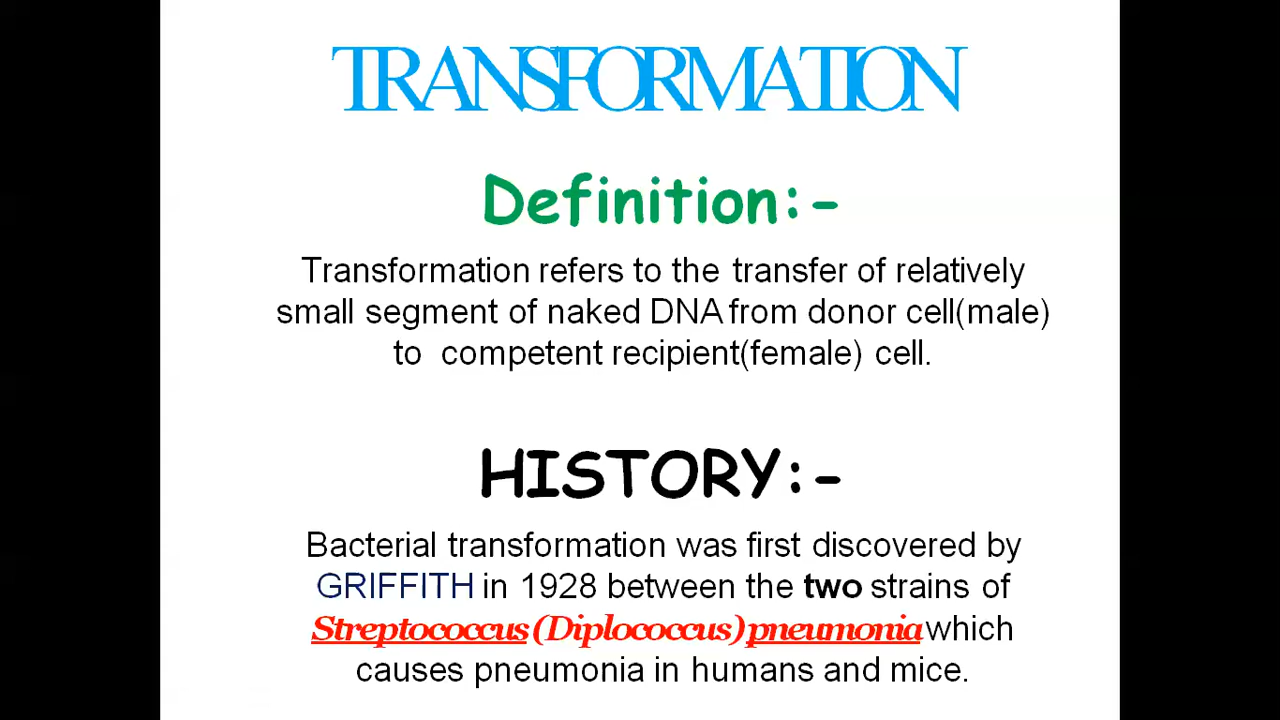 TRANSFORMATION
Definition:-
Transformation refers to the transfer of relatively
small segment of naked DNA from donor cell(male)
to competent recipient(female) cell.
HISTORY:-
Bacterial transformation was first discovered by
GRIFFITH in 1928 between the two strains of
Streptococcus (Diplococcus) pneumonia which
causes pneumonia in humans and mice.